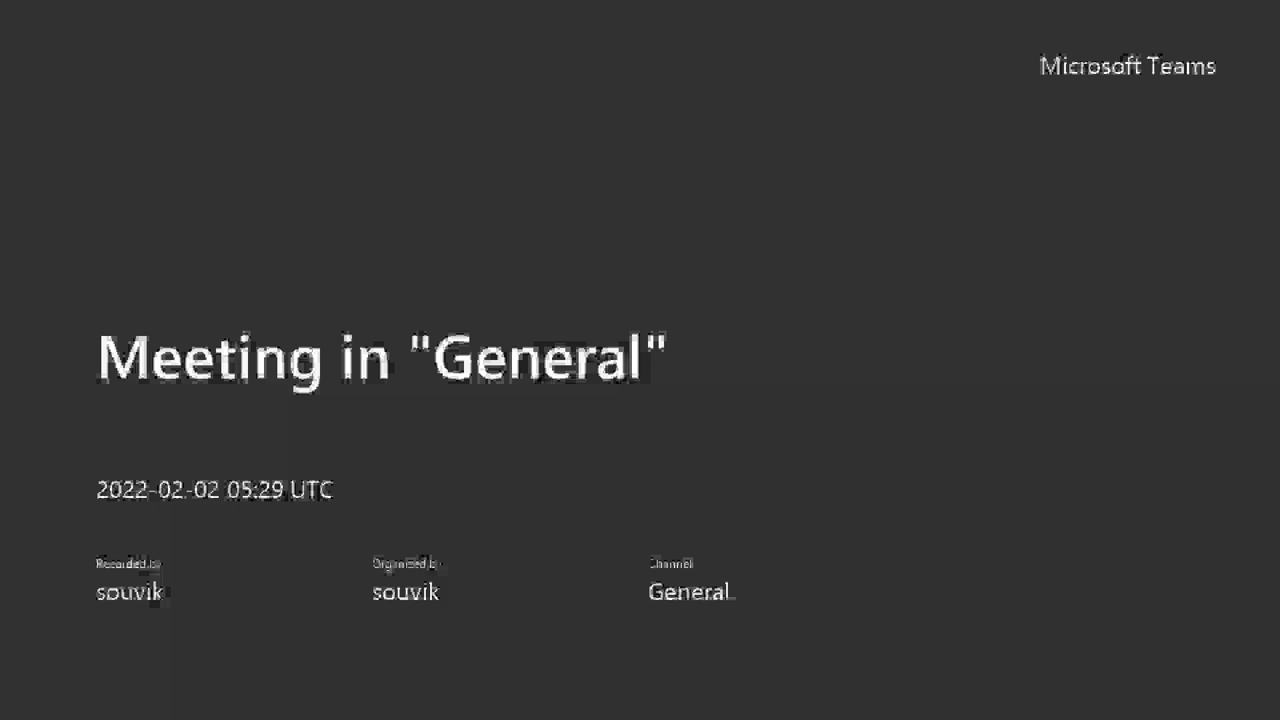 Microsoft Teams
Meeting in "General"
2022-02-02 05:29 UTC
Recorded by
Organized by
Channel
souvik
souvik
General